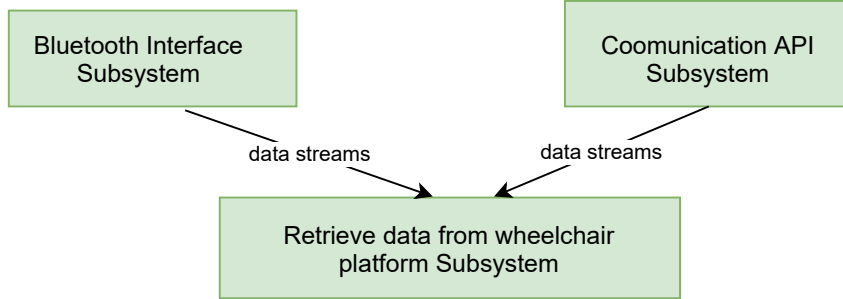 Bluetooth Interface
Subsystem
Coomunication API
Subsystem
data streams
data streams
Retrieve data from wheelchair
platform Subsystem